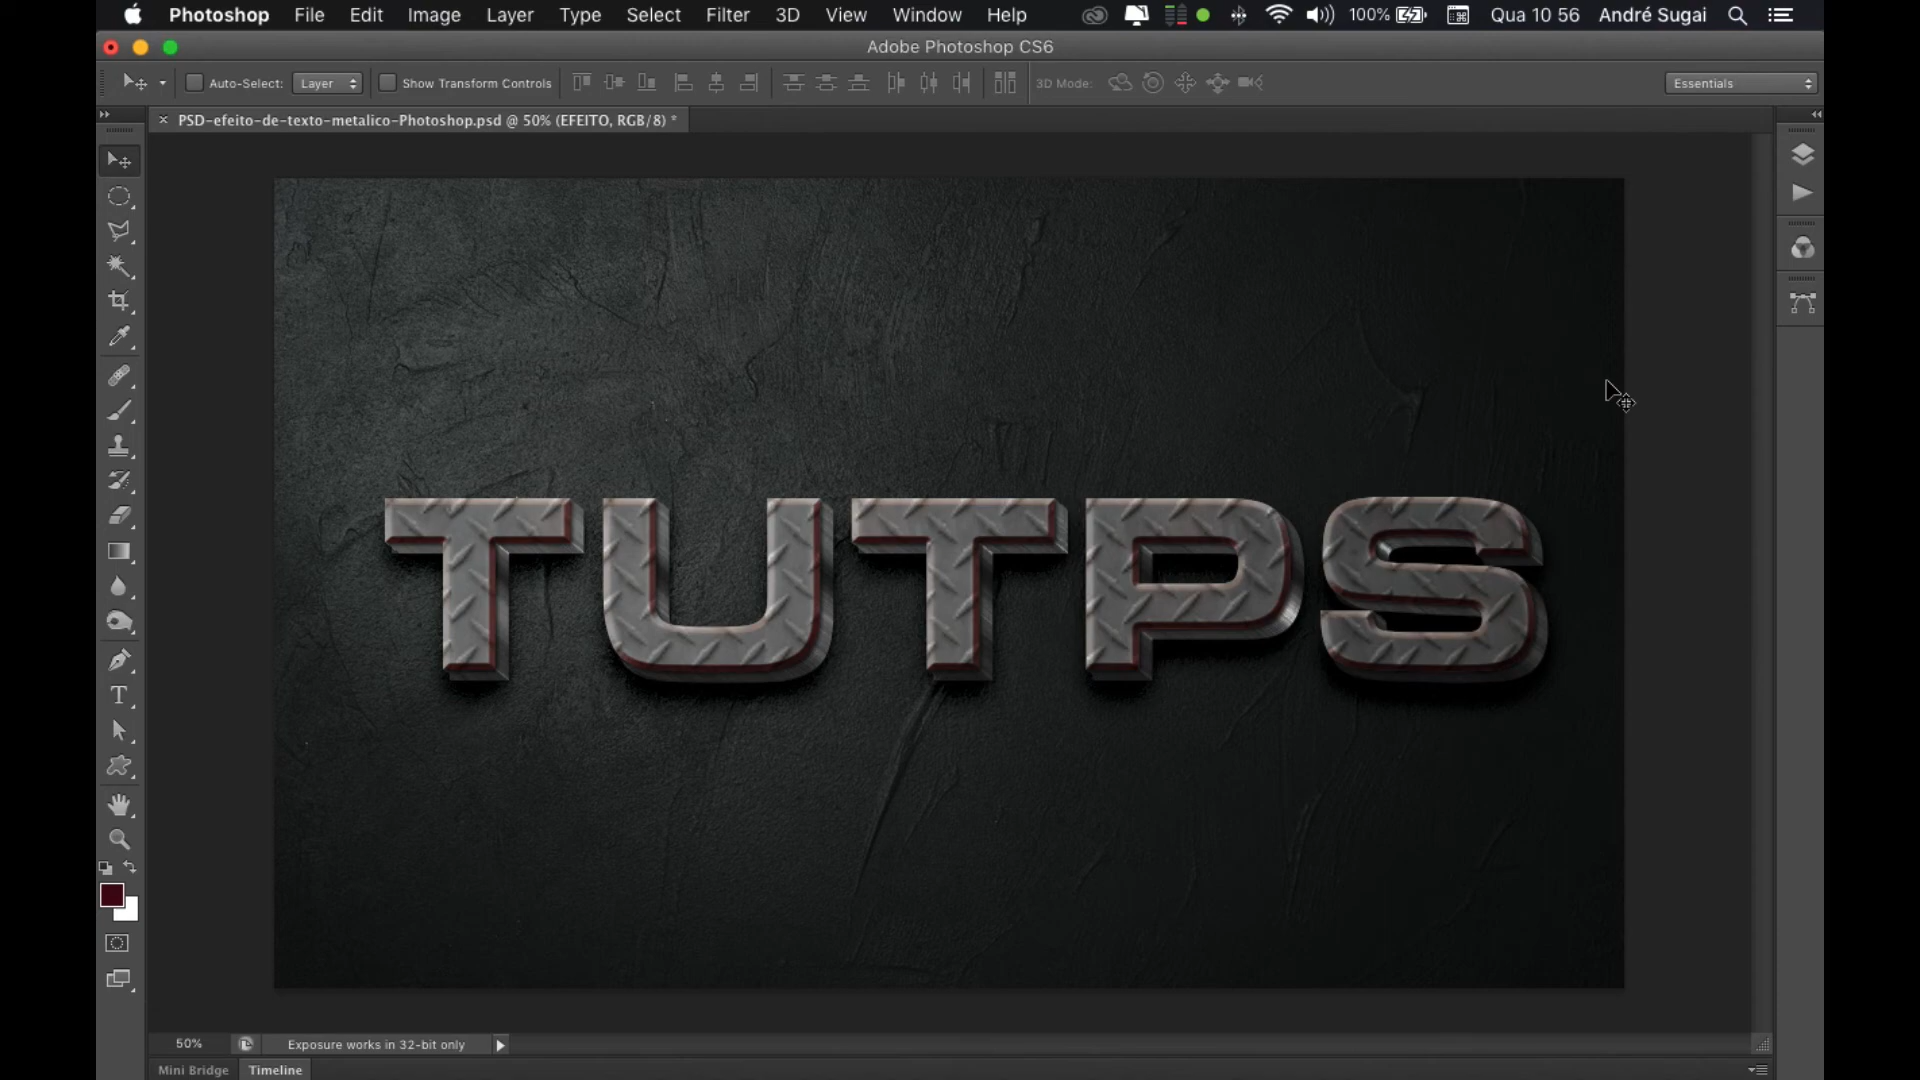 Photoshop File Edit Image Layer Type Select Filter 3D View Window Help 100% Qua 10 56 André Sugai
Adobe Photoshop CS6
Auto-Select: Layer Show Transform Controls 3D Mode: Essentials
PSD-efeito-de-texto-metalico-Photoshop.psd @ 50% (EFEITO, RGB/8) *
TUTPS
T
50% Exposure works in 32-bit only
Mini Bridge Timeline